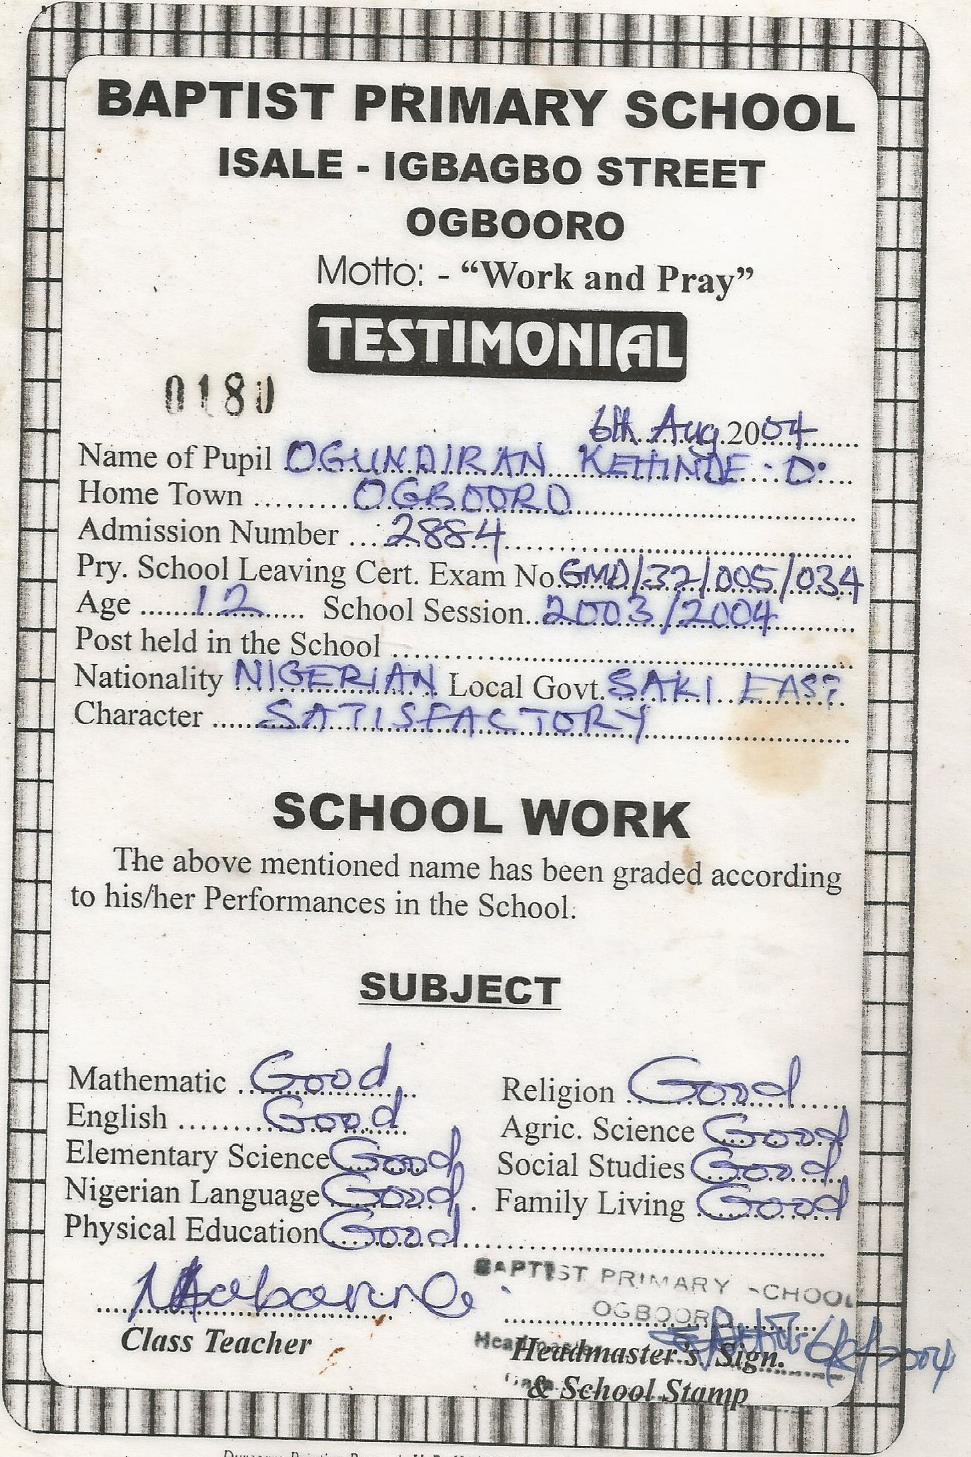 BAPTIST PRIMARY SCHOOL
ISALE - IGBAGBO STREET
OGBOORO
Motto: - “Work and Pray”
TESTIMONIAL
0180
6th Aug 2004
Name of Pupil OGUNDIRAN KEHINDE . D.
Home Town OGBOORO
Admission Number 2884
Pry. School Leaving Cert. Exam No. GMD/32/005/034
Age 12 School Session 2003/2004
Post held in the School
Nationality NIGERIAN Local Govt. SAKI EAST
Character SATISFACTORY
SCHOOL WORK
The above mentioned name has been graded according
to his/her Performances in the School.
SUBJECT
Mathematic Good Religion Good
English Good Agric. Science Good
Elementary Science Good Social Studies Good
Nigerian Language Good Family Living Good
Physical Education Good
BAPTIST PRIMARY -CHOOL
OGBOORO
6/8/2004
Class Teacher Headmaster's Sign.
& School Stamp